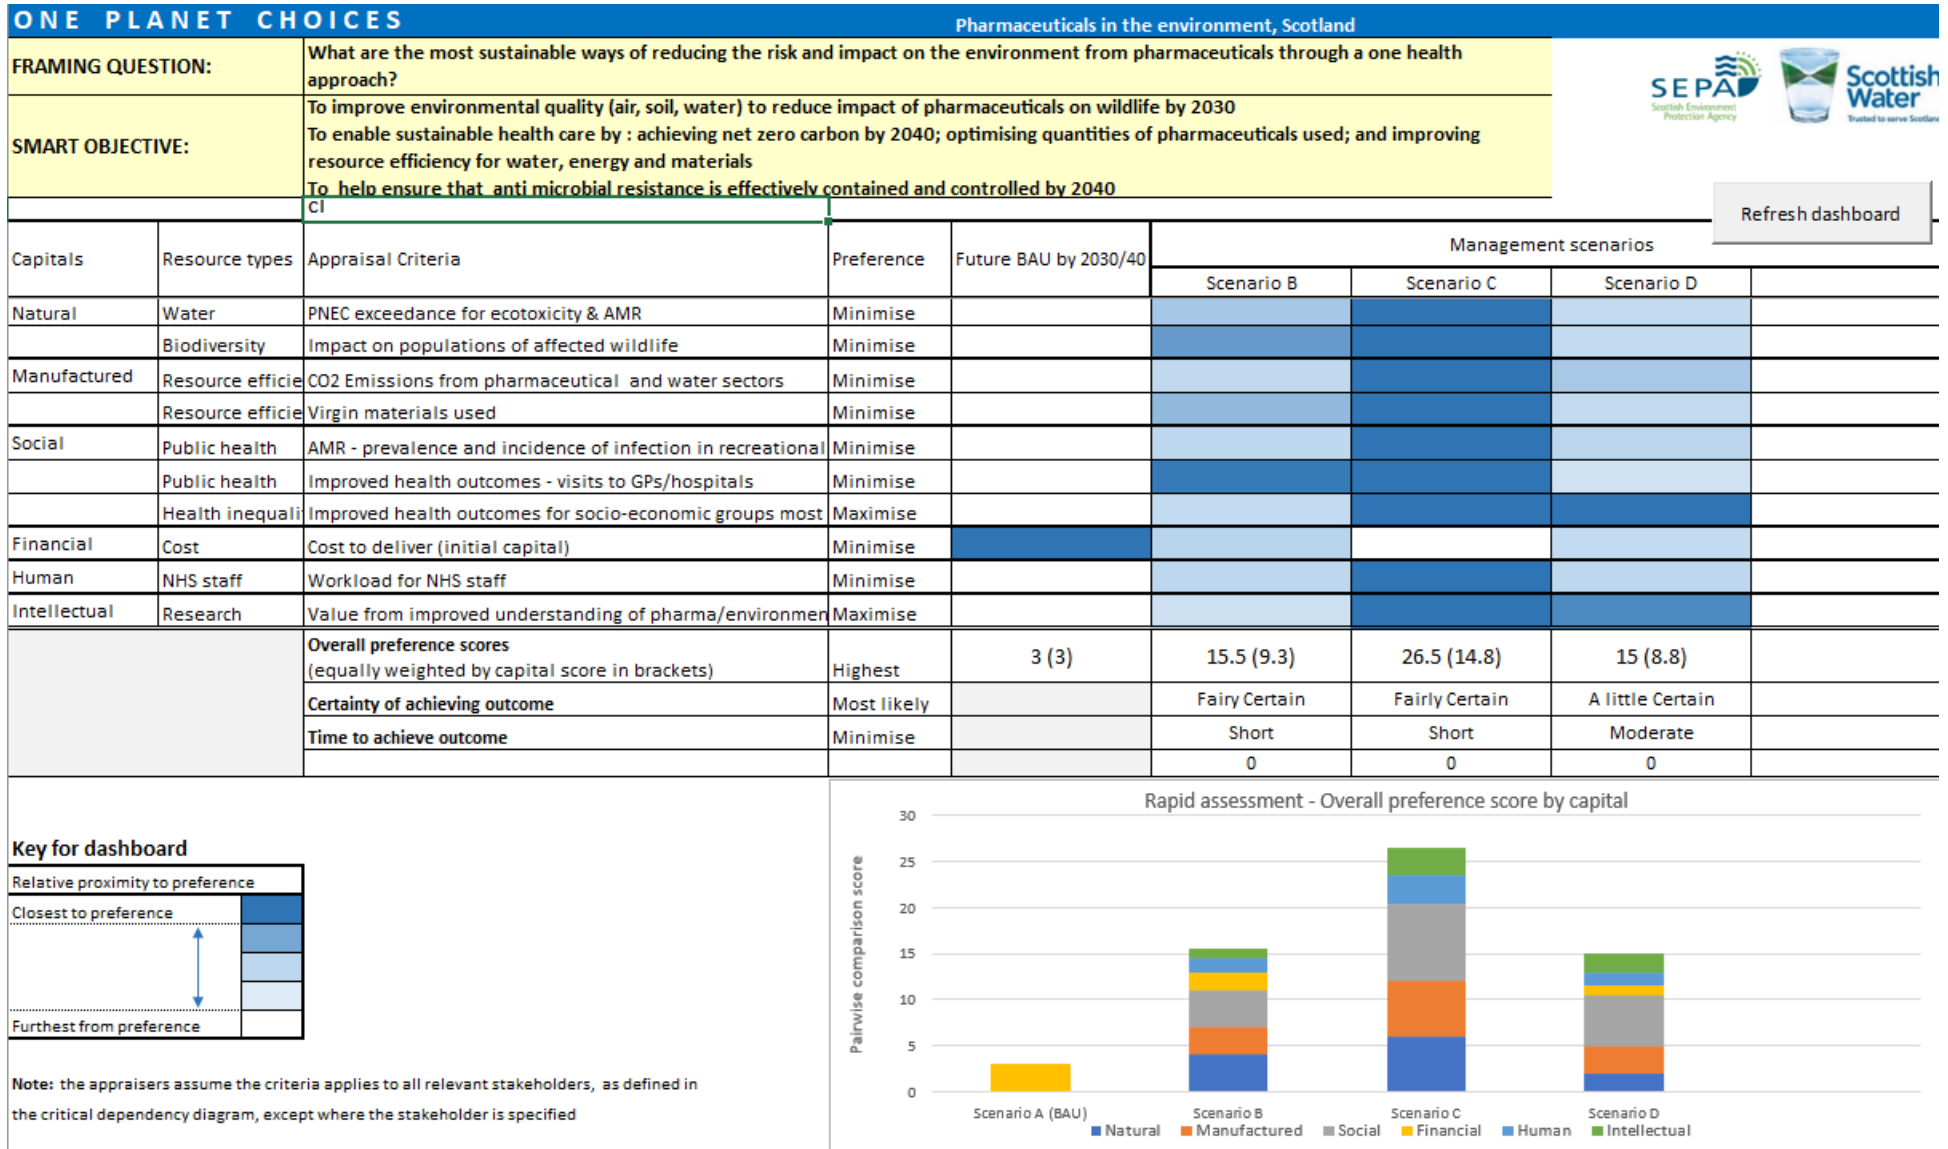 ONE PLANET CHOICES
Pharmaceuticals in the environment, Scotland
FRAMING QUESTION:
What are the most sustainable ways of reducing the risk and impact on the environment from pharmaceuticals through a one health
approach?
SEPA
Scottish Environment
Protection Agency
Scottish
Water
Trusted to serve Scotland
SMART OBJECTIVE:
To improve environmental quality (air, soil, water) to reduce impact of pharmaceuticals on wildlife by 2030
To enable sustainable health care by : achieving net zero carbon by 2040; optimising quantities of pharmaceuticals used; and improving
resource efficiency for water, energy and materials
To help ensure that anti microbial resistance is effectively contained and controlled by 2040
Cl
Refresh dashboard
Capitals Resource types Appraisal Criteria Preference Future BAU by 2030/40 Management scenarios
Scenario B Scenario C Scenario D
Natural Water PNEC exceedance for ecotoxicity & AMR Minimise
Biodiversity Impact on populations of affected wildlife Minimise
Manufactured Resource efficie CO2 Emissions from pharmaceutical and water sectors Minimise
Resource efficie Virgin materials used Minimise
Social Public health AMR - prevalence and incidence of infection in recreational Minimise
Public health Improved health outcomes - visits to GPs/hospitals Minimise
Health inequali Improved health outcomes for socio-economic groups most Maximise
Financial Cost Cost to deliver (initial capital) Minimise
Human NHS staff Workload for NHS staff Minimise
Intellectual Research Value from improved understanding of pharma/environmen Maximise
Overall preference scores
(equally weighted by capital score in brackets) Highest 3 (3) 15.5 (9.3) 26.5 (14.8) 15 (8.8)
Certainty of achieving outcome Most likely Fairy Certain Fairly Certain A little Certain
Time to achieve outcome Minimise Short Short Moderate
0 0 0
Key for dashboard
Relative proximity to preference
Closest to preference
Furthest from preference
Note: the appraisers assume the criteria applies to all relevant stakeholders, as defined in
the critical dependency diagram, except where the stakeholder is specified
Rapid assessment - Overall preference score by capital
Pairwise comparison score
30
25
20
15
10
5
0
Scenario A (BAU) Scenario B Scenario C Scenario D
Natural Manufactured Social Financial Human Intellectual